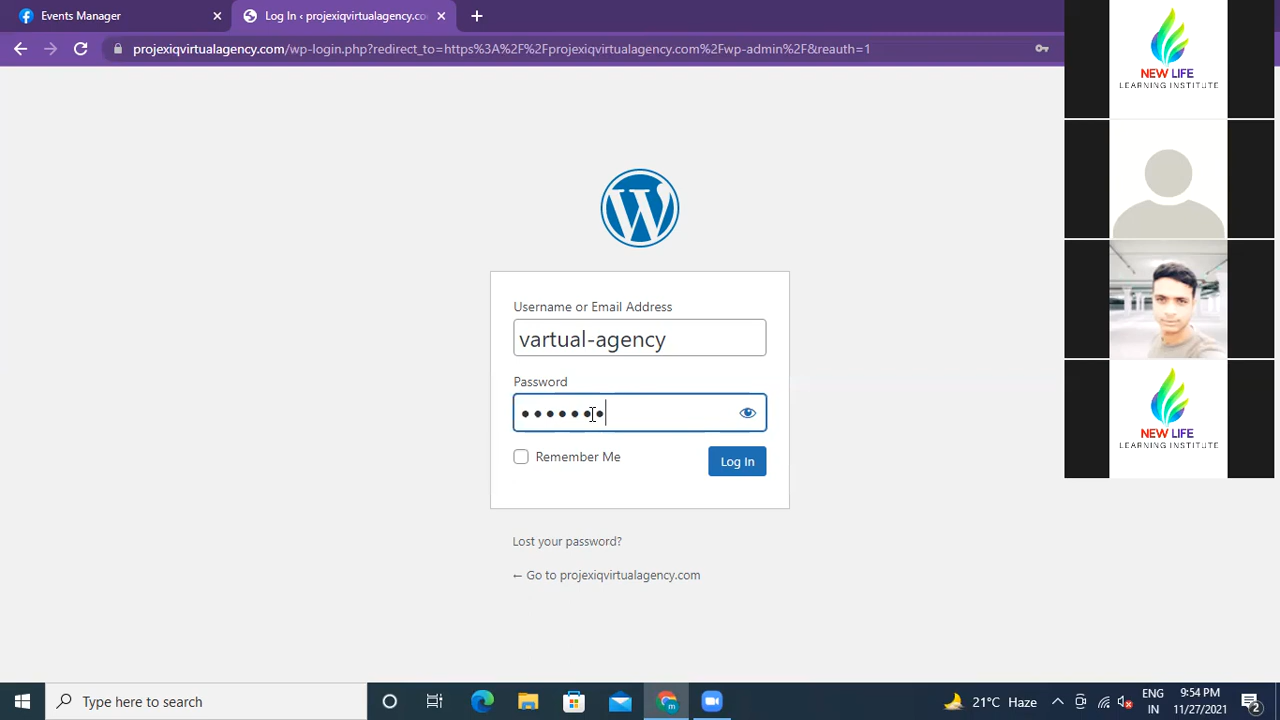 Events Manager
Log In ‹ projexiqvirtualagency.co
projexiqvirtualagency.com/wp-login.php?redirect_to=https%3A%2F%2Fprojexiqvirtualagency.com%2Fwp-admin%2F&reauth=1
NEW LIFE
LEARNING INSTITUTE
Username or Email Address
vartual-agency
Password
Remember Me
Log In
NEW LIFE
LEARNING INSTITUTE
Lost your password?
← Go to projexiqvirtualagency.com
Type here to search
21°C Haze
ENG
IN
9:54 PM
11/27/2021
2